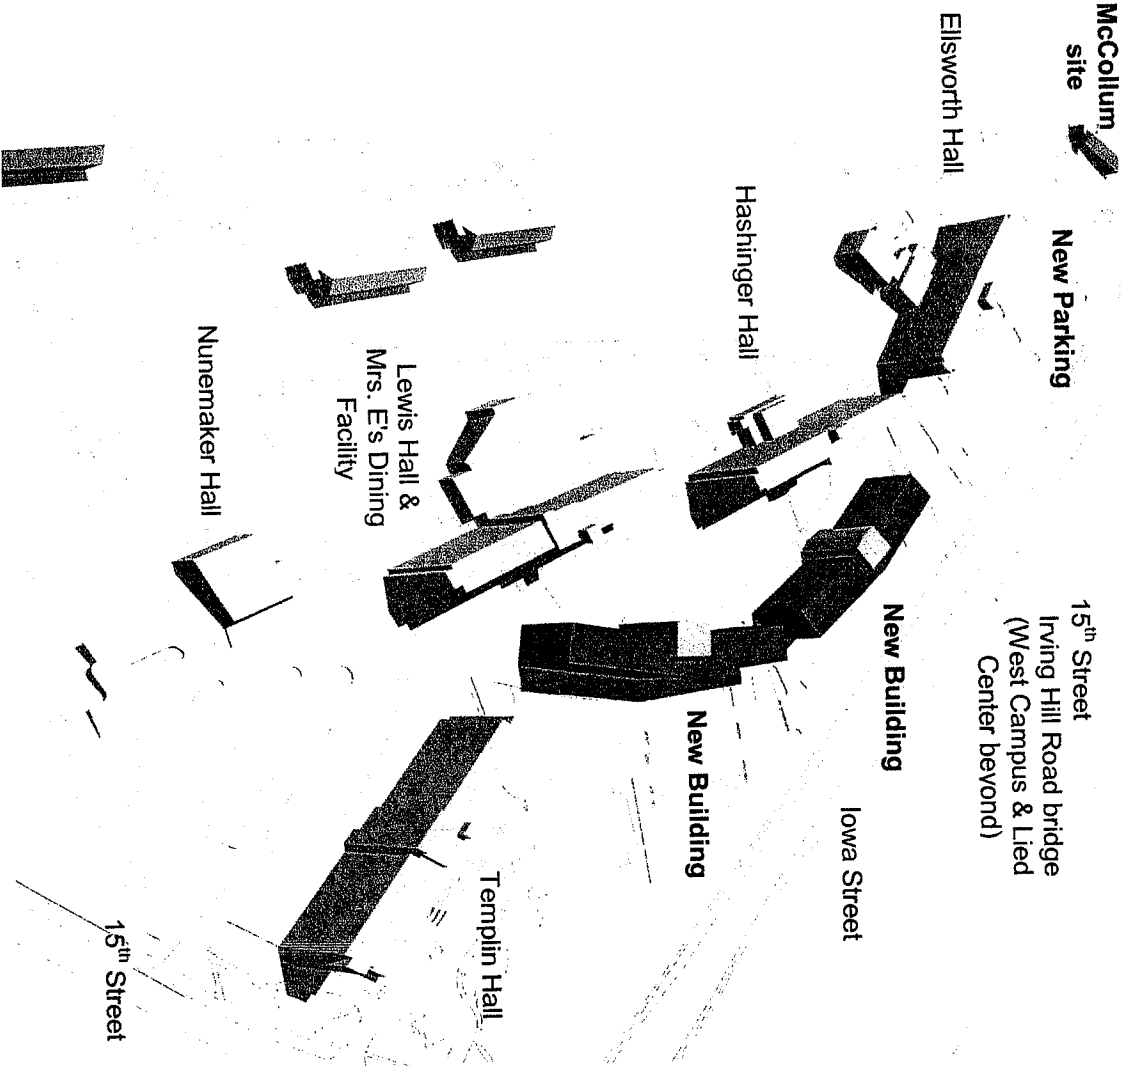 McCollum
site
Ellsworth Hall
New Parking
Hashinger Hall
15th Street
Irving Hill Road bridge
(West Campus & Lied
Center beyond)
New Building
Lewis Hall &
Mrs. E's Dining
Facility
Nunemaker Hall
New Building
Iowa Street
Templin Hall
15th Street